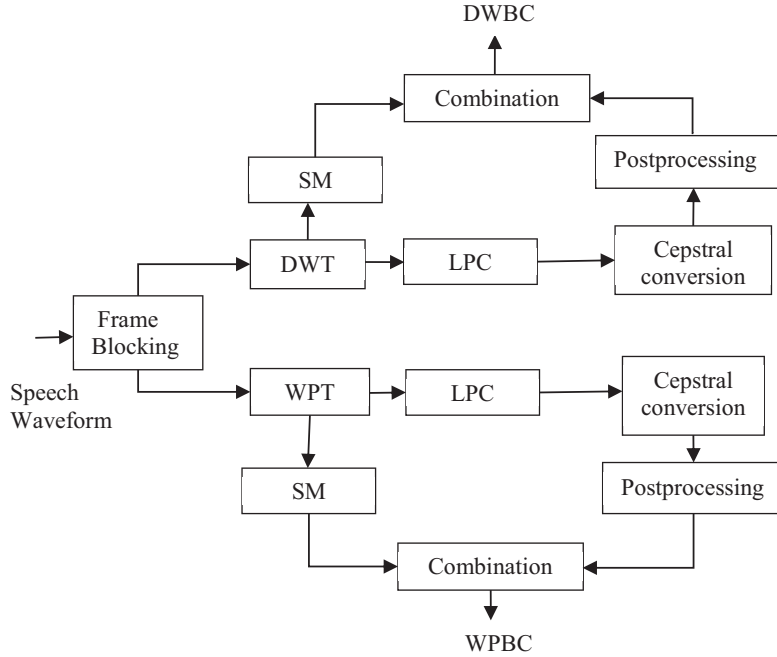 DWBC
Combination
Postprocessing
SM
DWT
LPC
Cepstral
conversion
Frame
Blocking
Speech
Waveform
WPT
LPC
Cepstral
conversion
SM
Postprocessing
Combination
WPBC